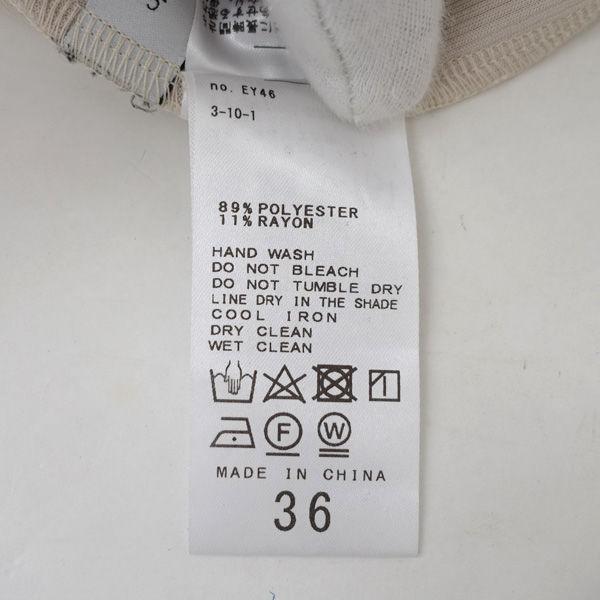 S
no. EY46
3-10-1
89% POLYESTER
11% RAYON
HAND WASH
DO NOT BLEACH
DO NOT TUMBLE DRY
LINE DRY IN THE SHADE
COOL IRON
DRY CLEAN
WET CLEAN
F W
MADE IN CHINA
36